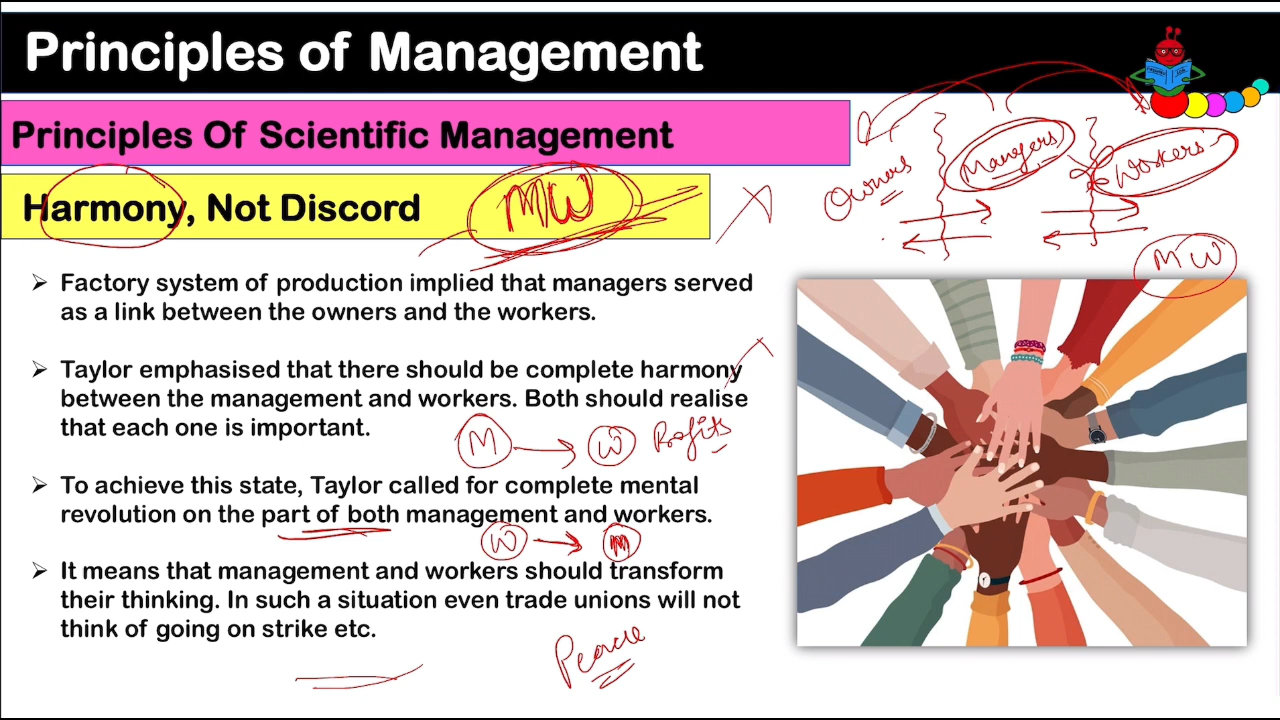 Principles of Management
Principles Of Scientific Management
Harmony, Not Discord
MW
Owners
Mangers
Workers
MW
➢ Factory system of production implied that managers served
as a link between the owners and the workers.
➢ Taylor emphasised that there should be complete harmony
between the management and workers. Both should realise
that each one is important.
M → W Profits
➢ To achieve this state, Taylor called for complete mental
revolution on the part of both management and workers.
W → M
➢ It means that management and workers should transform
their thinking. In such a situation even trade unions will not
think of going on strike etc.